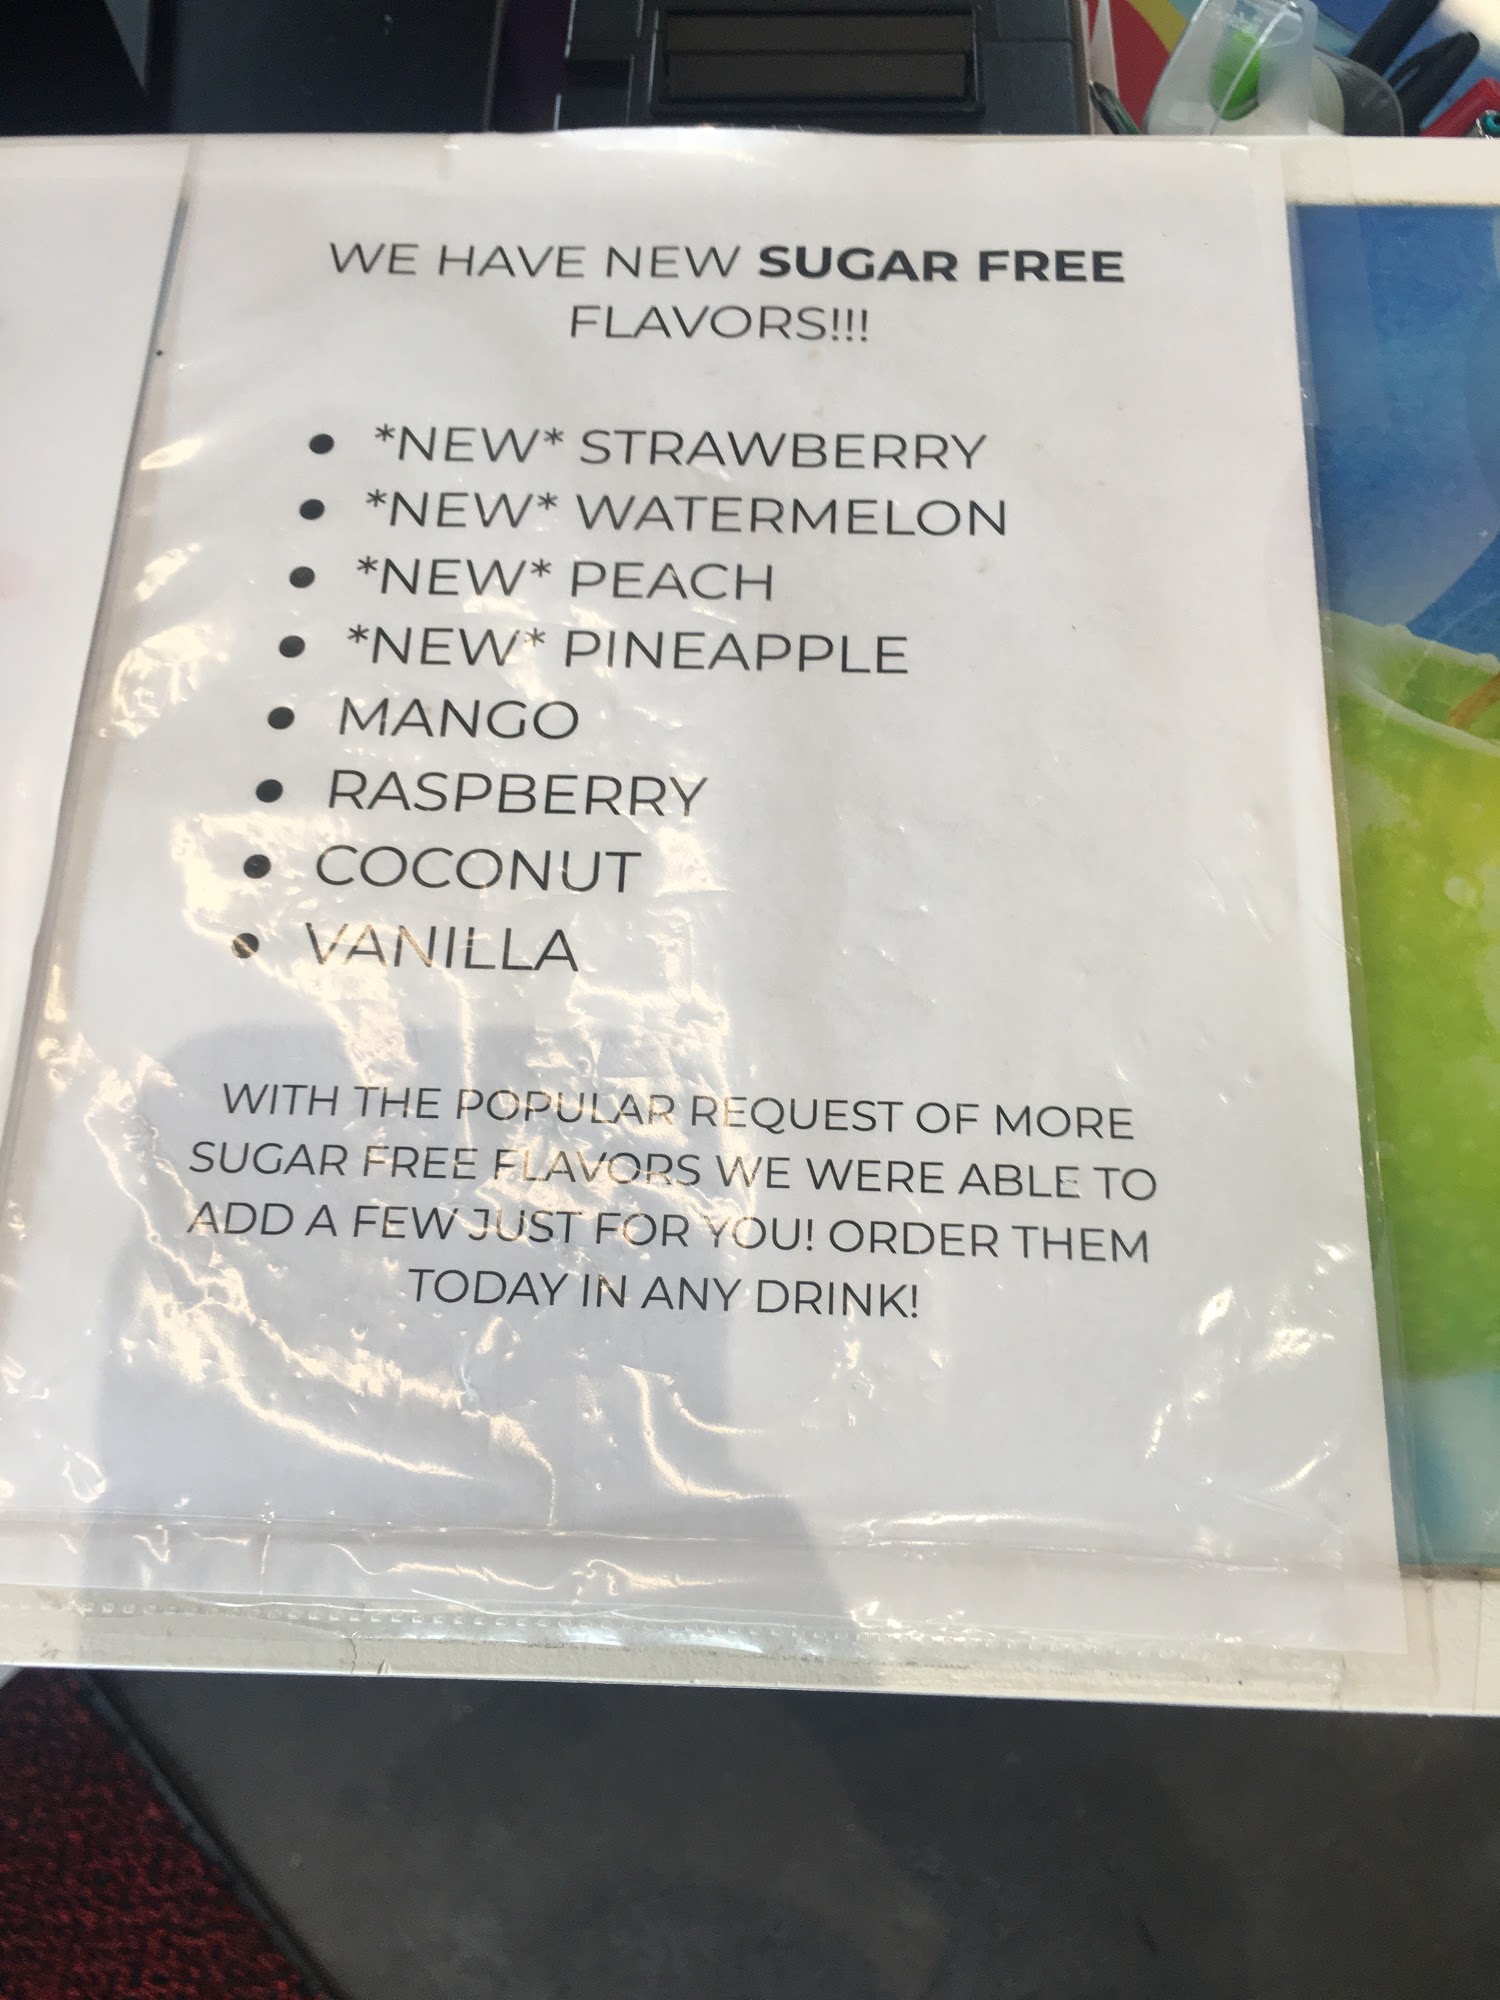 WE HAVE NEW SUGAR FREE
FLAVORS!!!
• *NEW* STRAWBERRY
• *NEW* WATERMELON
• *NEW* PEACH
• *NEW* PINEAPPLE
• MANGO
• RASPBERRY
• COCONUT
• VANILLA
WITH THE POPULAR REQUEST OF MORE
SUGAR FREE FLAVORS WE WERE ABLE TO
ADD A FEW JUST FOR YOU! ORDER THEM
TODAY IN ANY DRINK!